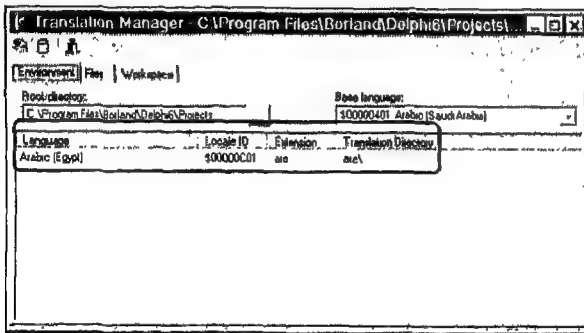 Translation Manager - C:\Program Files\Borland\Delphi6\Projects\...
Environment Files Workspace
Root directory: Base language:
C:\Program Files\Borland\Delphi6\Projects $00000401 Arabic (Saudi Arabia)
Language Locale ID Extension Translation Directory
Arabic (Egypt) $00000C01 are are\